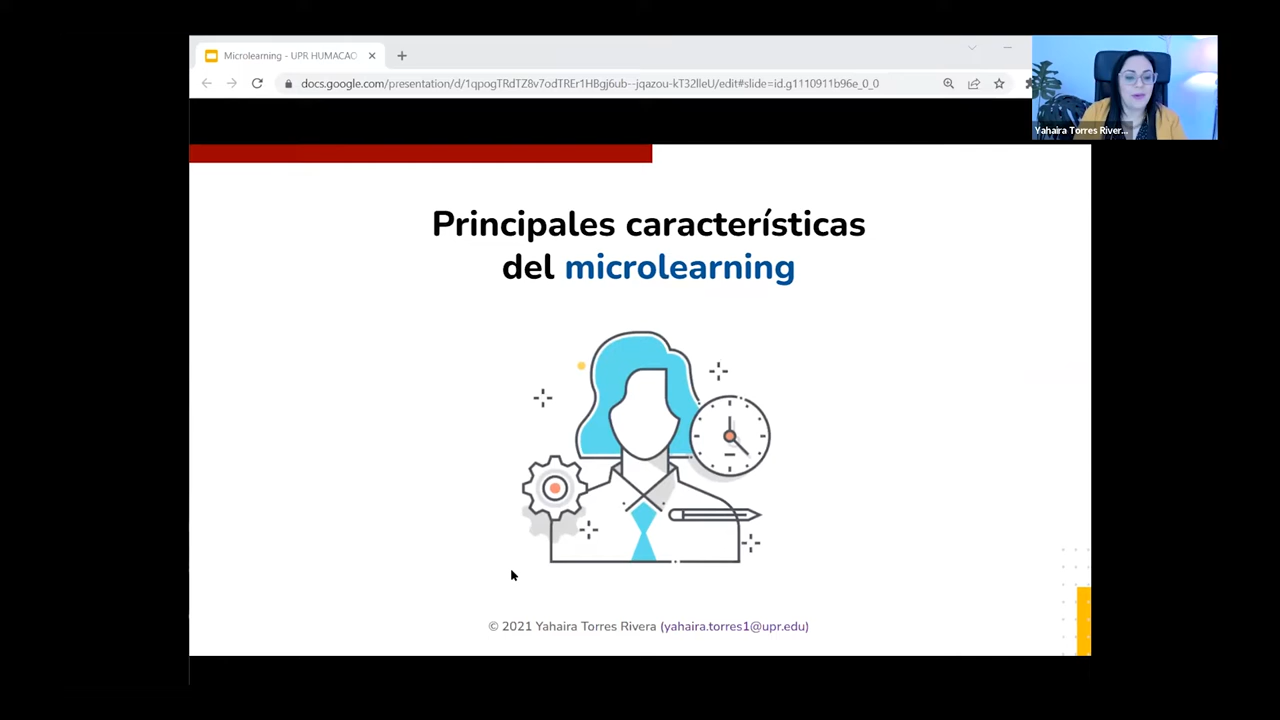 Microlearning - UPR HUMACAO
docs.google.com/presentation/d/1qpogTRdTZ8v7odTREr1HBgj6ub--jqazou-kT32lleU/edit#slide=id.g1110911b96e_0_0
Yahaira Torres River...
Principales características
del microlearning
© 2021 Yahaira Torres Rivera (yahaira.torres1@upr.edu)